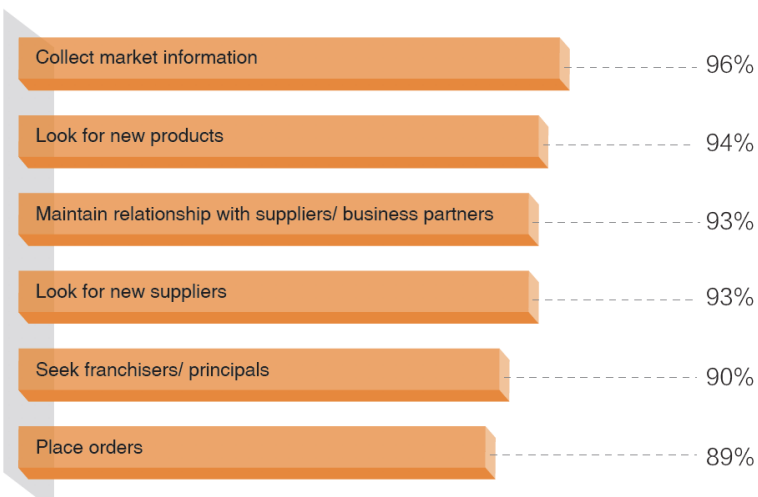 Collect market information 96%
Look for new products 94%
Maintain relationship with suppliers/ business partners 93%
Look for new suppliers 93%
Seek franchisers/ principals 90%
Place orders 89%